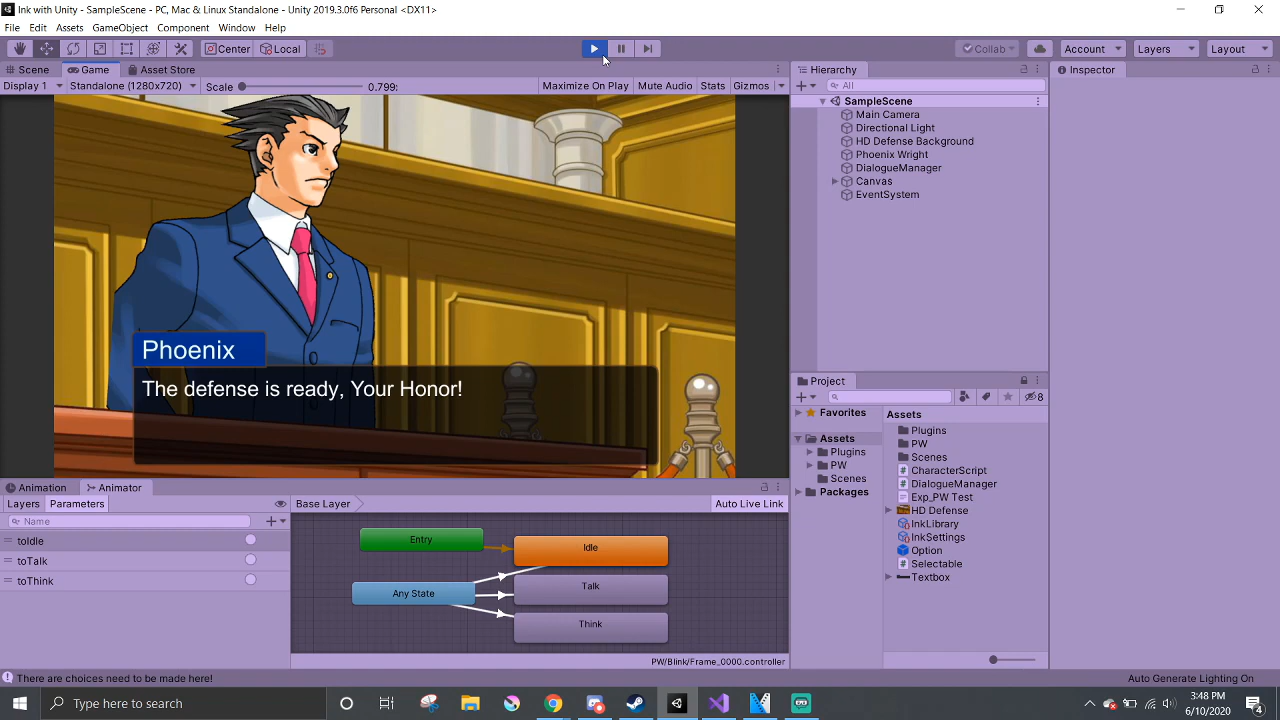 Ink with Unity - SampleScene - PC, Mac & Linux Standalone - Unity 2019.3.0f6 Personal <DX11>
File Edit Assets GameObject Component Window Help
Center Local Collab Account Layers Layout
Scene Game Asset Store
Display 1 Standalone (1280x720) Scale 0.799: Maximize On Play Mute Audio Stats Gizmos
Phoenix
The defense is ready, Your Honor!
Hierarchy
All
SampleScene
Main Camera
Directional Light
HD Defense Background
Phoenix Wright
DialogueManager
Canvas
EventSystem
Inspector
Project
8
Favorites
Assets
Plugins
PW
Scenes
Packages
Assets
Plugins
PW
Scenes
CharacterScript
DialogueManager
Exp_PW Test
HD Defense
InkLibrary
InkSettings
Option
Selectable
Textbox
Animation Animator
Layers Parameters
Name
toIdle
toTalk
toThink
Base Layer Auto Live Link
Entry
Any State
Idle
Talk
Think
PW/Blink/Frame_0000.controller
There are choices need to be made here!
Auto Generate Lighting On
Type here to search
3:48 PM
6/10/2020